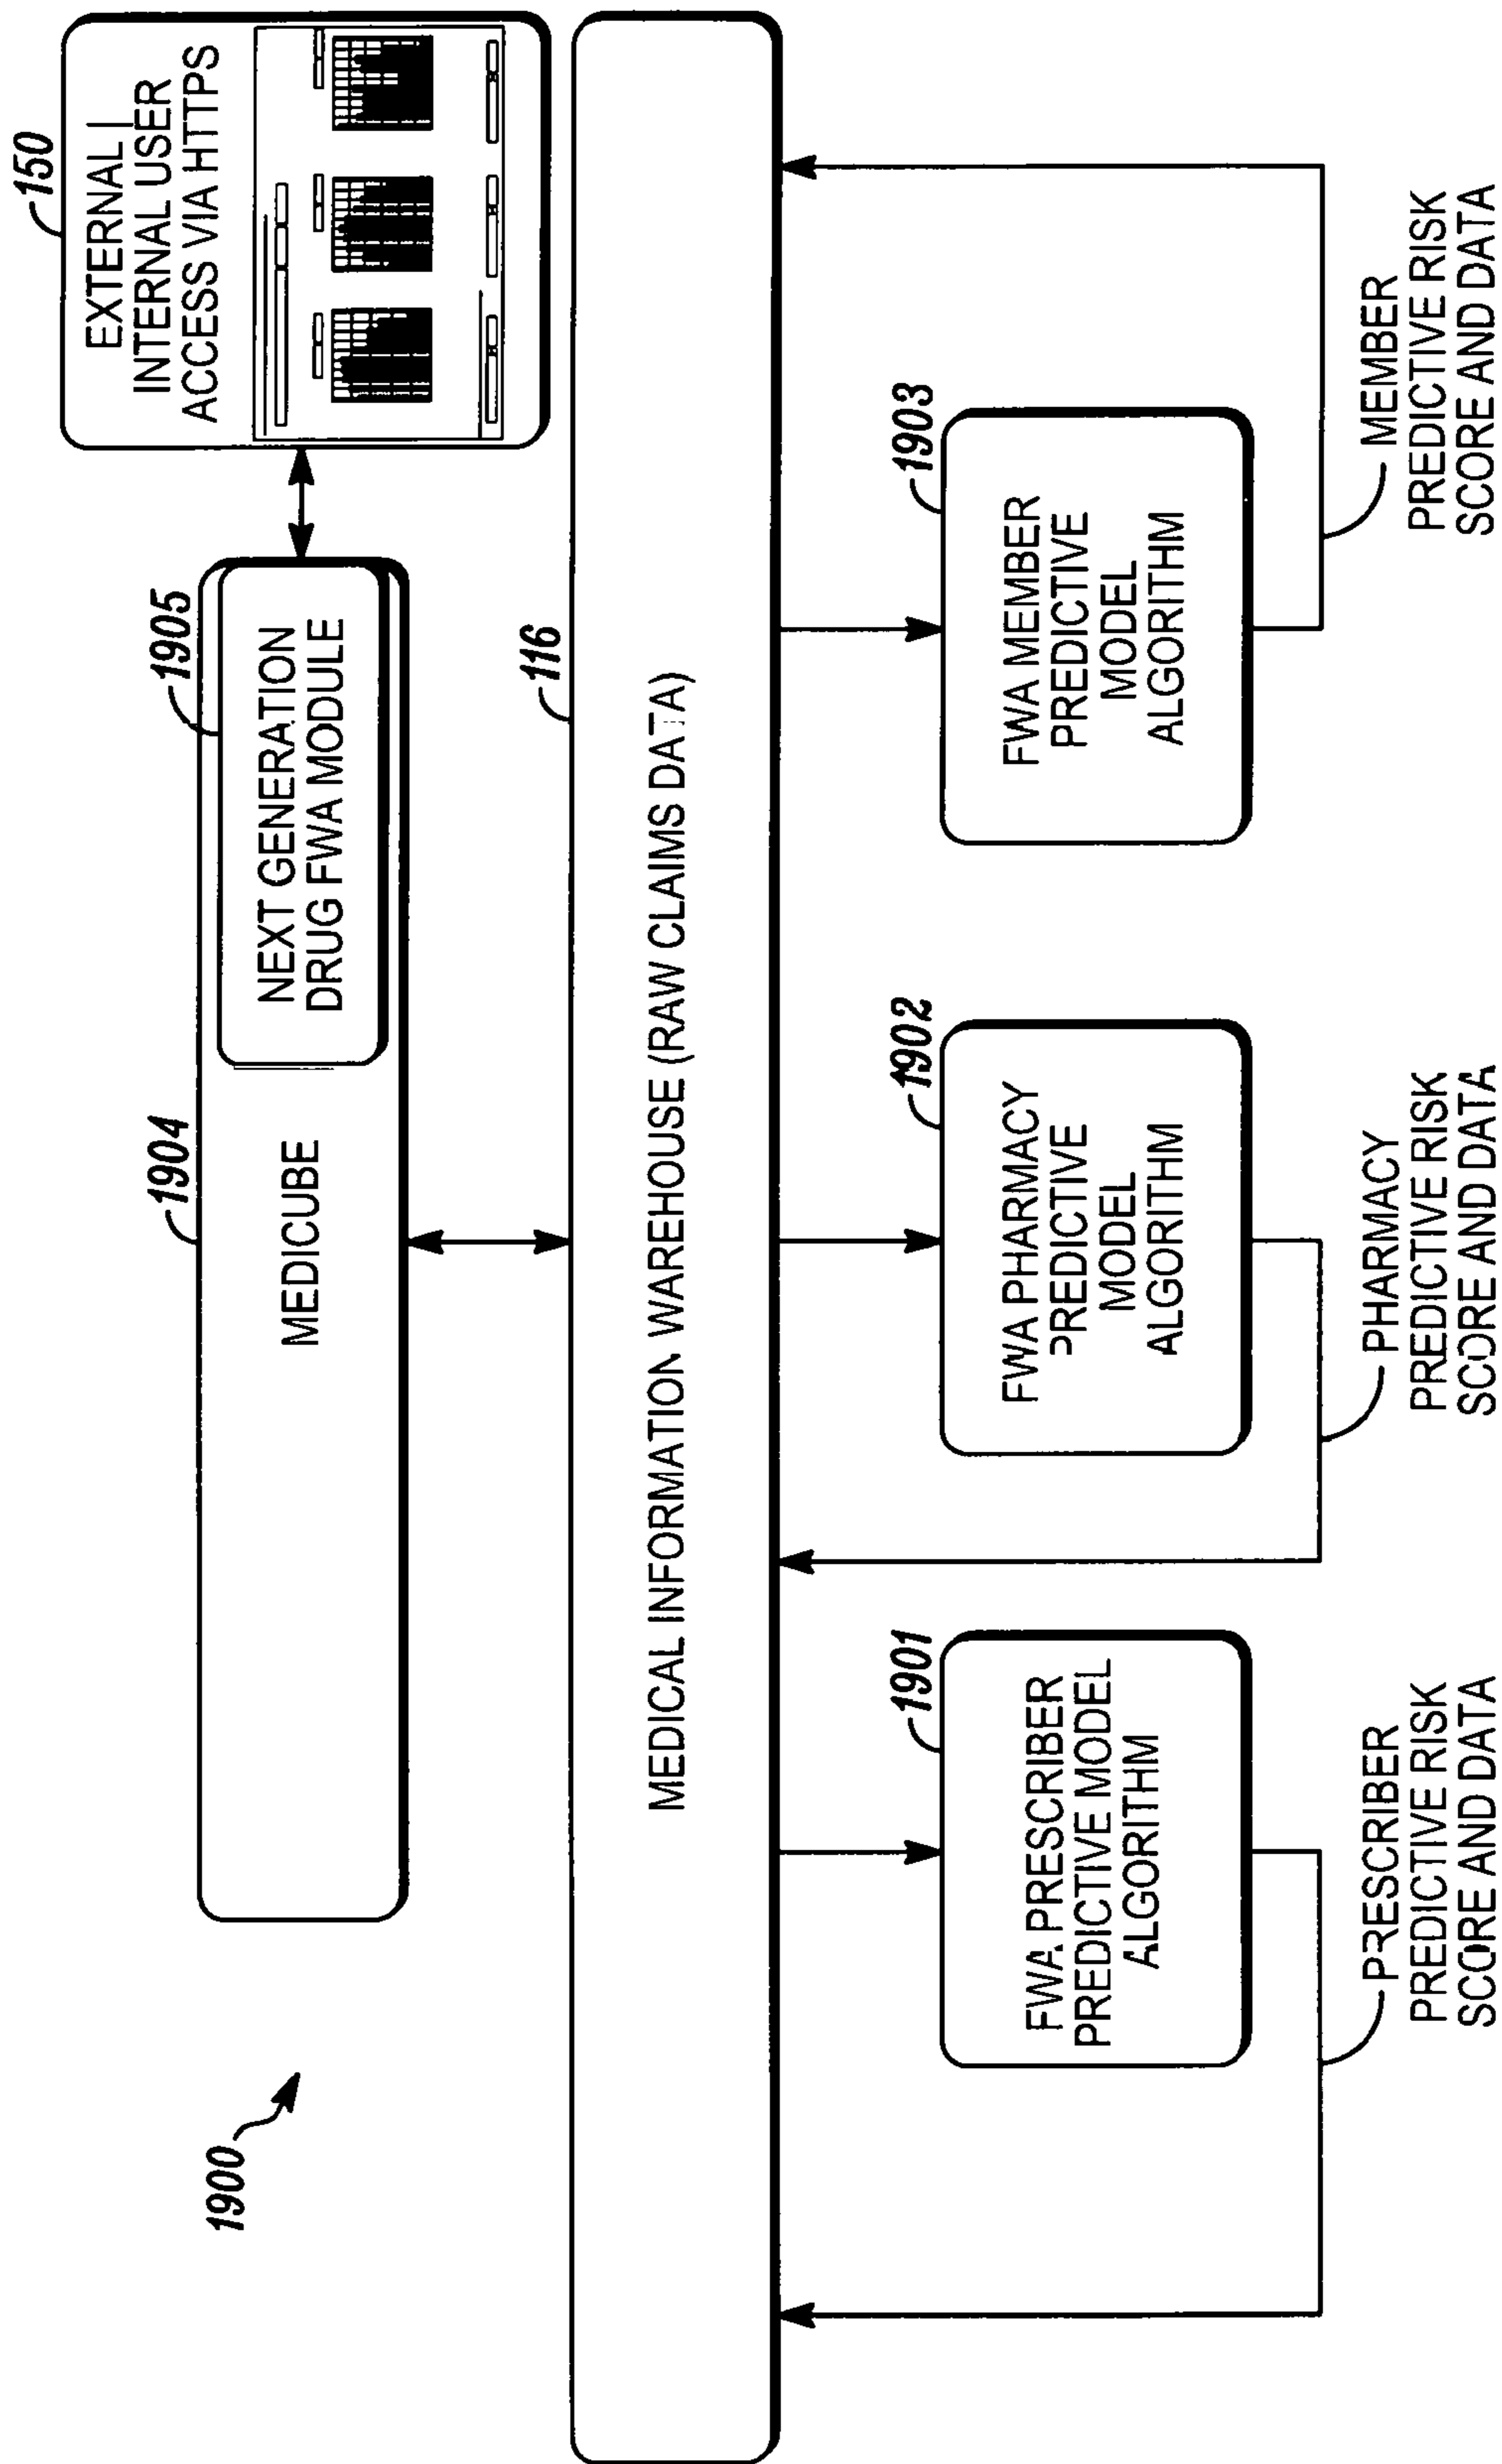 1900
1904
MEDICUBE
1905
NEXT GENERATION
DRUG FWA MODULE
150
EXTERNAL |
INTERNAL USER
ACCESS VIA HTTPS
116
MEDICAL INFORMATION WAREHOUSE (RAW CLAIMS DATA)
1901
FWA PRESCRIBER
PREDICTIVE MODEL
ALGORITHM
PRESCRIBER
PREDICTIVE RISK
SCORE AND DATA
1902
FWA PHARMACY
PREDICTIVE
MODEL
ALGORITHM
PHARMACY
PREDICTIVE RISK
SCORE AND DATA
1903
FWA MEMBER
PREDICTIVE
MODEL
ALGORITHM
MEMBER
PREDICTIVE RISK
SCORE AND DATA